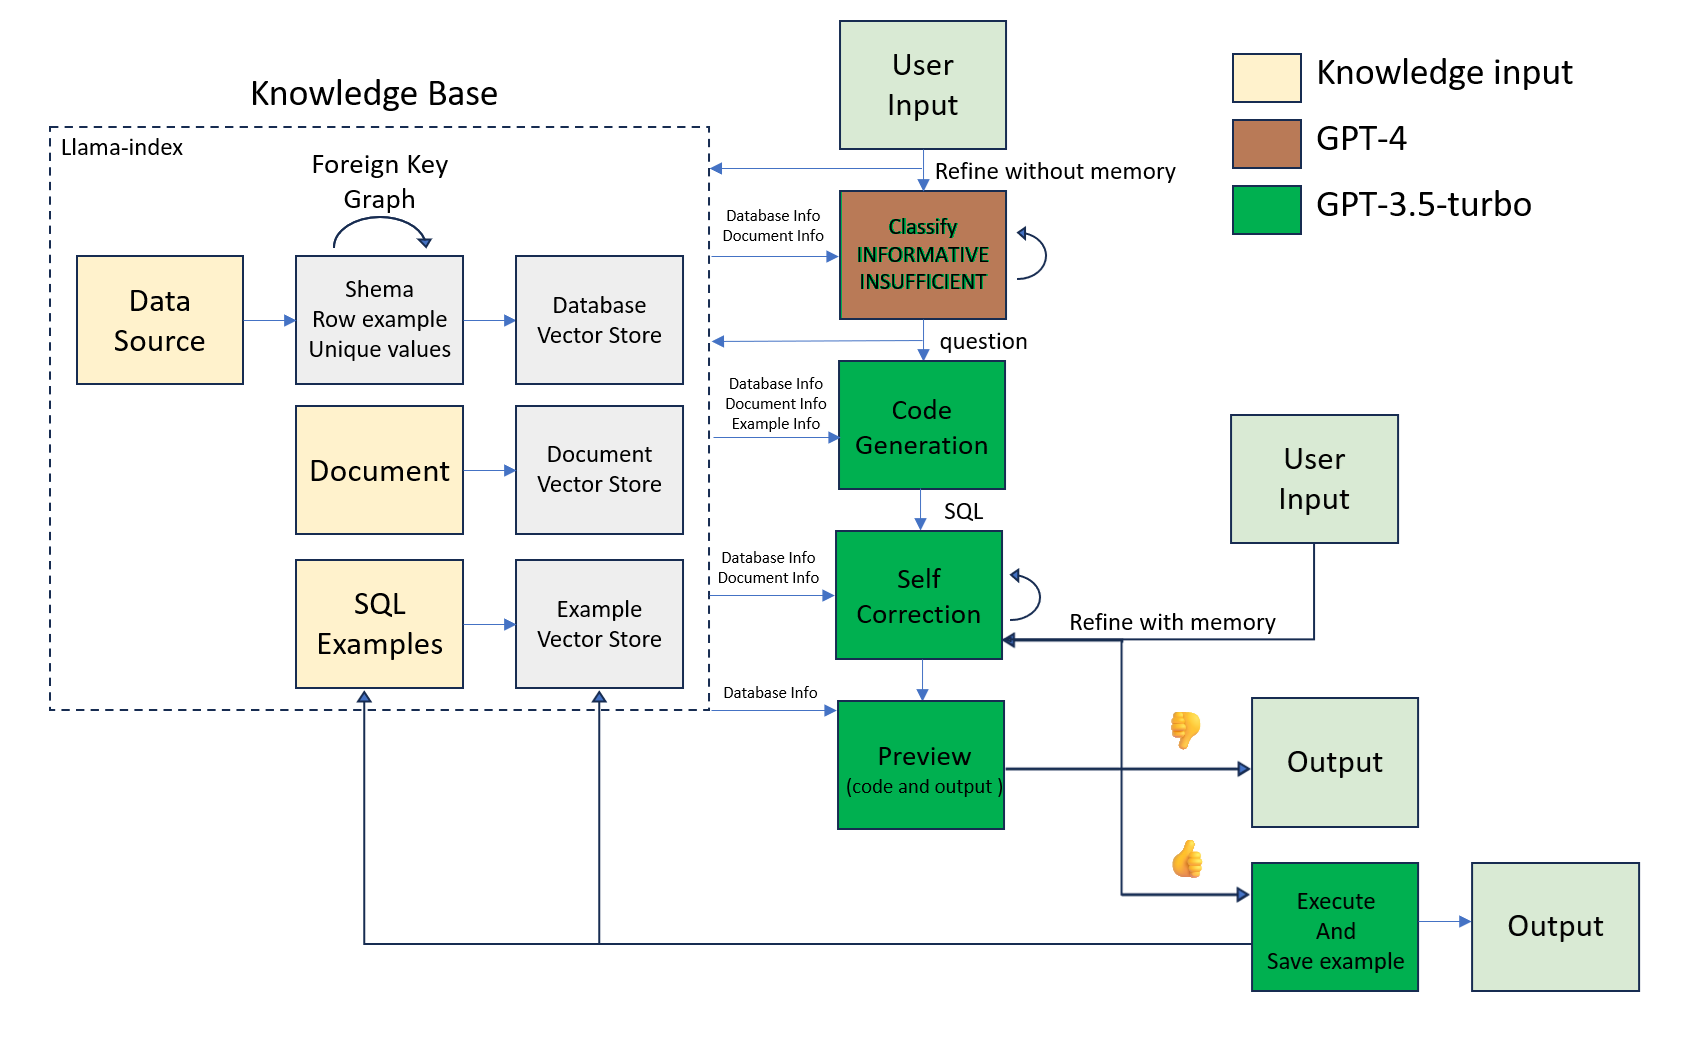 User
Input
Knowledge input
GPT-4
GPT-3.5-turbo
Knowledge Base
Llama-index
Foreign Key
Graph
Refine without memory
Database Info
Document Info
Classify
INFORMATIVE
INSUFFICIENT
Data
Source
Shema
Row example
Unique values
Database
Vector Store
question
Database Info
Document Info
Example Info
Code
Generation
Document
Document
Vector Store
User
Input
SQL
Database Info
Document Info
Self
Correction
SQL
Examples
Example
Vector Store
Refine with memory
Database Info
Preview
(code and output )
Output
Execute
And
Save example
Output